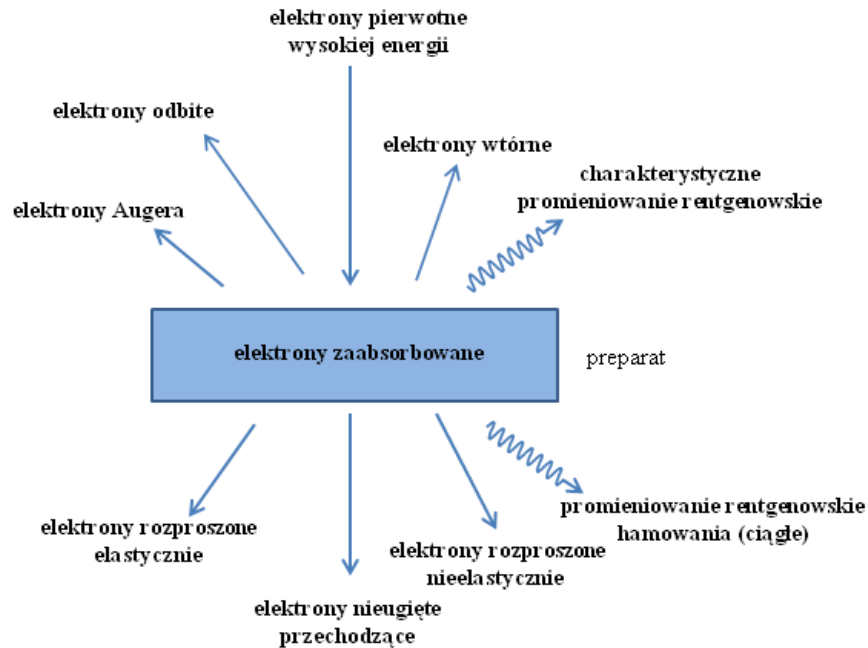 elektrony pierwotne
wysokiej energii
elektrony odbite
elektrony wtórne
charakterystyczne
promieniowanie rentgenowskie
elektrony Augera
elektrony zaabsorbowane
preparat
elektrony rozproszone
elastycznie
elektrony nieugięte
przechodzące
elektrony rozproszone
nieelastycznie
promieniowanie rentgenowskie
hamowania (ciągłe)